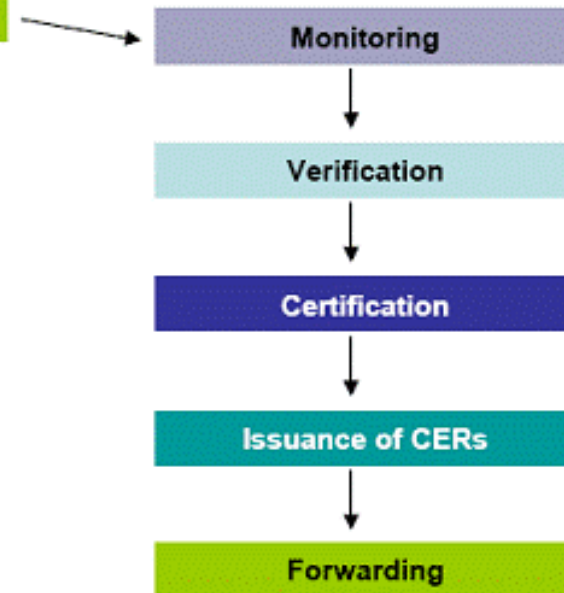 Monitoring
Verification
Certification
Issuance of CERs
Forwarding